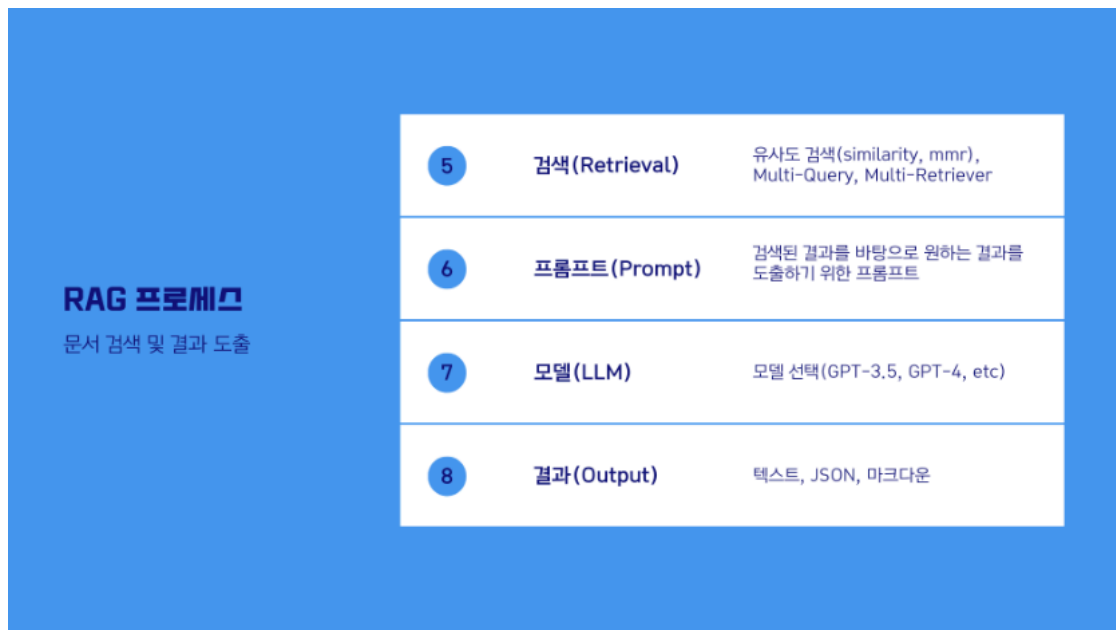 RAG 프로세스
문서 검색 및 결과 도출
5
검색(Retrieval)
유사도 검색(similarity, mmr),
Multi-Query, Multi-Retriever
6
프롬프트(Prompt)
검색된 결과를 바탕으로 원하는 결과를
도출하기 위한 프롬프트
7
모델(LLM)
모델 선택(GPT-3.5, GPT-4, etc)
8
결과(Output)
텍스트, JSON, 마크다운